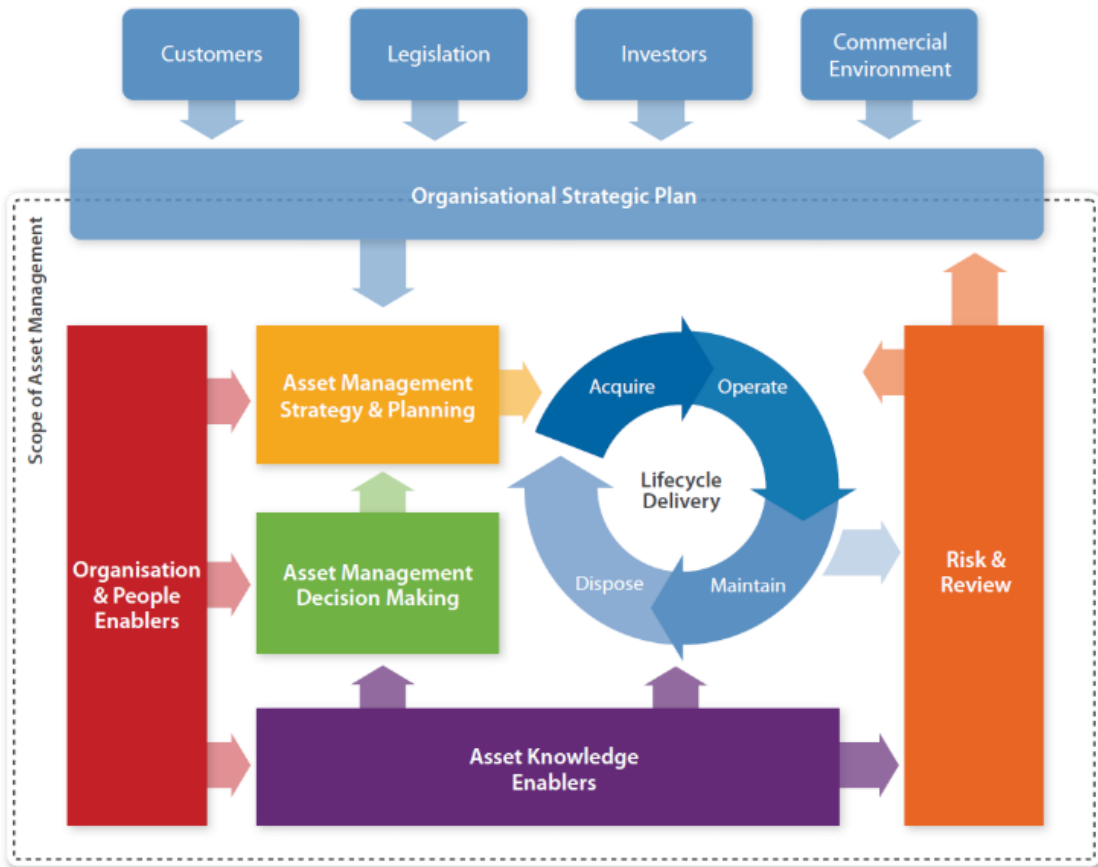 Customers
Legislation
Investors
Commercial
Environment
Organisational Strategic Plan
Scope of Asset Management
Asset Management
Strategy & Planning
Acquire
Operate
Lifecycle
Delivery
Organisation
& People
Enablers
Asset Management
Decision Making
Dispose
Maintain
Risk &
Review
Asset Knowledge
Enablers